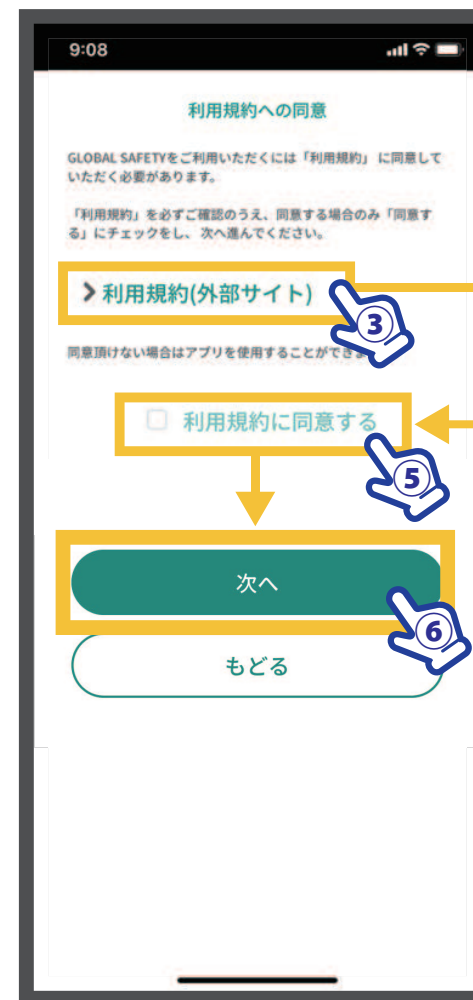 9:08
利用規約への同意
GLOBAL SAFETYをご利用いただくには「利用規約」に同意して
いただく必要があります。
「利用規約」を必ずご確認のうえ、同意する場合のみ「同意す
る」にチェックをし、次へ進んでください。
利用規約(外部サイト)
③
同意頂けない場合はアプリを使用することができま
利用規約に同意する
⑤
次へ
⑥
もどる